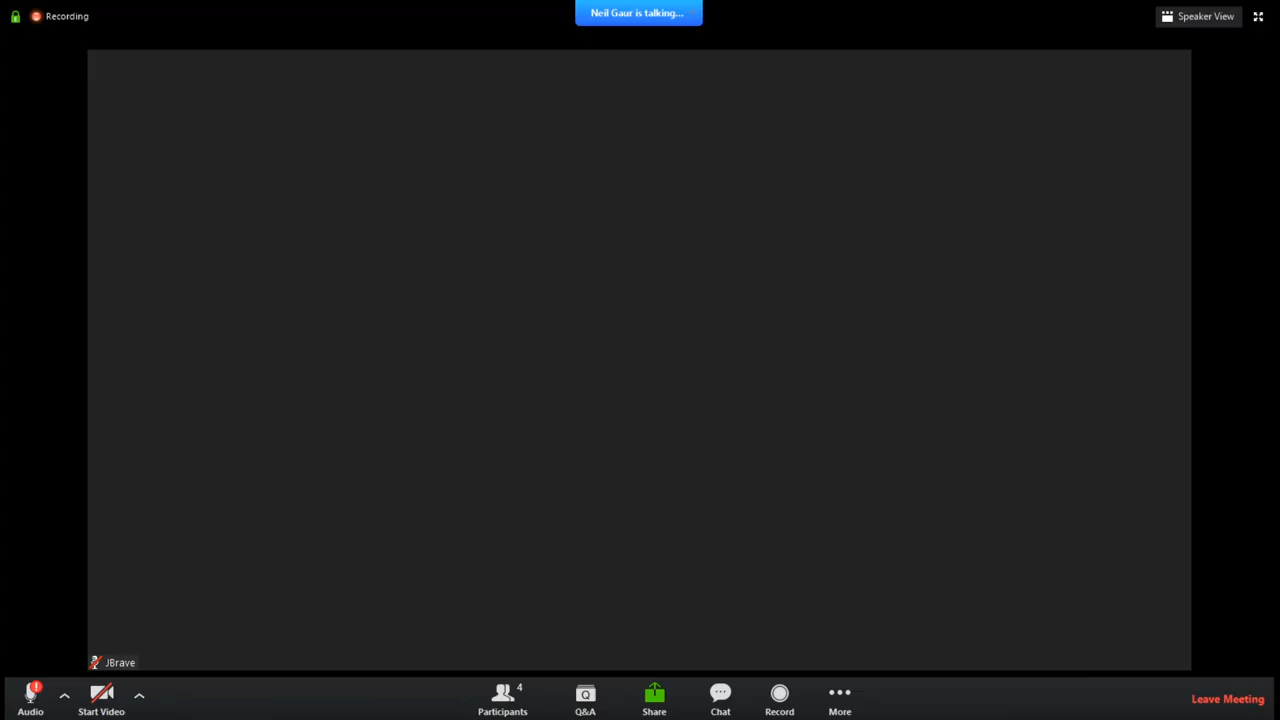 Recording
Neil Gaur is talking...
Speaker View
JBrave
Audio
Start Video
Participants
4
Q&A
Q
Share
Chat
Record
More
Leave Meeting